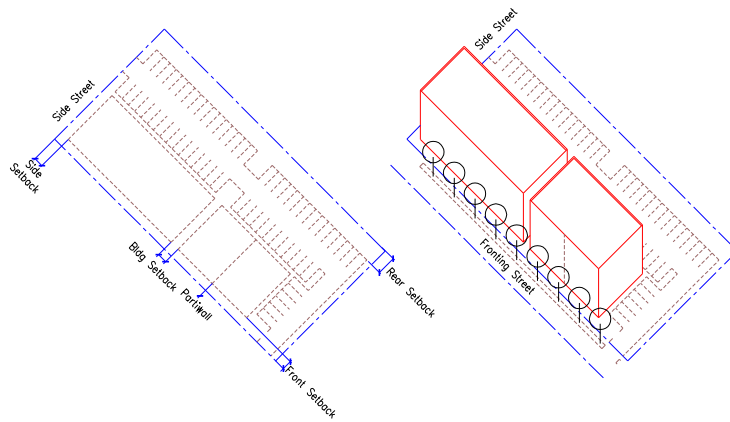 Side Street
Side
Setback
Bldg Setback
Partiwall
Rear Setback
Front Setback
Side Street
Fronting Street